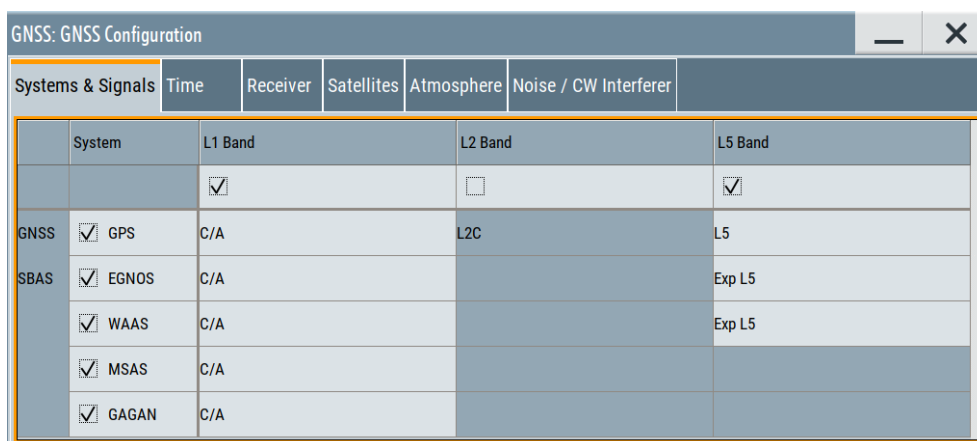 GNSS: GNSS Configuration
Systems & Signals Time Receiver Satellites Atmosphere Noise / CW Interferer
System L1 Band L2 Band L5 Band
GNSS GPS C/A L2C L5
SBAS EGNOS C/A Exp L5
WAAS C/A Exp L5
MSAS C/A
GAGAN C/A